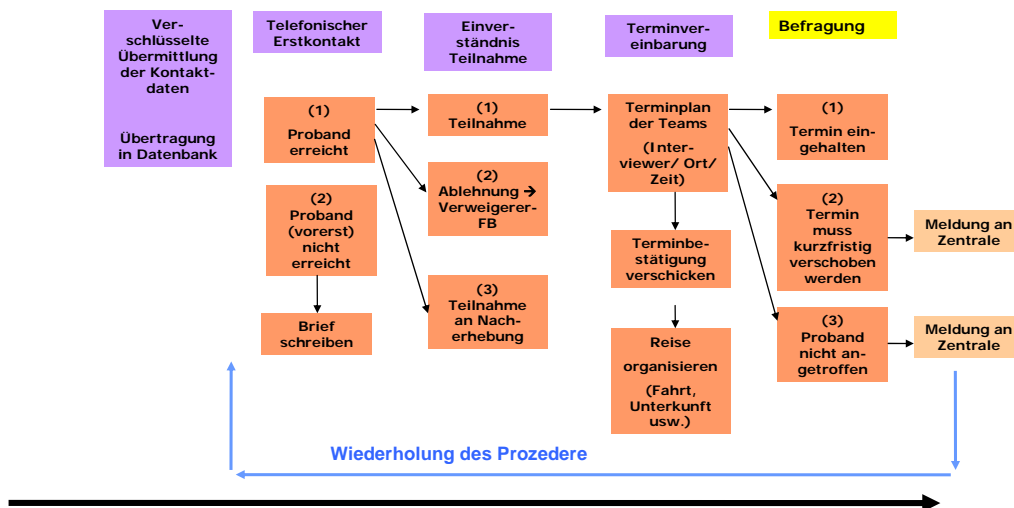 Ver-
schlüsselte
Übermittlung
der Kontakt-
daten
Übertragung
in Datenbank
Telefonischer
Erstkontakt
(1)
Proband
erreicht
(2)
Proband
(vorerst)
nicht
erreicht
Brief
schreiben
Einver-
ständnis
Teilnahme
(1)
Teilnahme
(2)
Ablehnung →
Verweigerer-
FB
(3)
Teilnahme
an Nach-
erhebung
Terminver-
einbarung
Terminplan
der Teams
(Inter-
viewer/ Ort/
Zeit)
Terminbe-
stätigung
verschicken
Reise
organisieren
(Fahrt,
Unterkunft
usw.)
Befragung
(1)
Termin ein-
gehalten
(2)
Termin
muss
kurzfristig
verschoben
werden
(3)
Proband
nicht an-
getroffen
Meldung an
Zentrale
Meldung an
Zentrale
Wiederholung des Prozedere